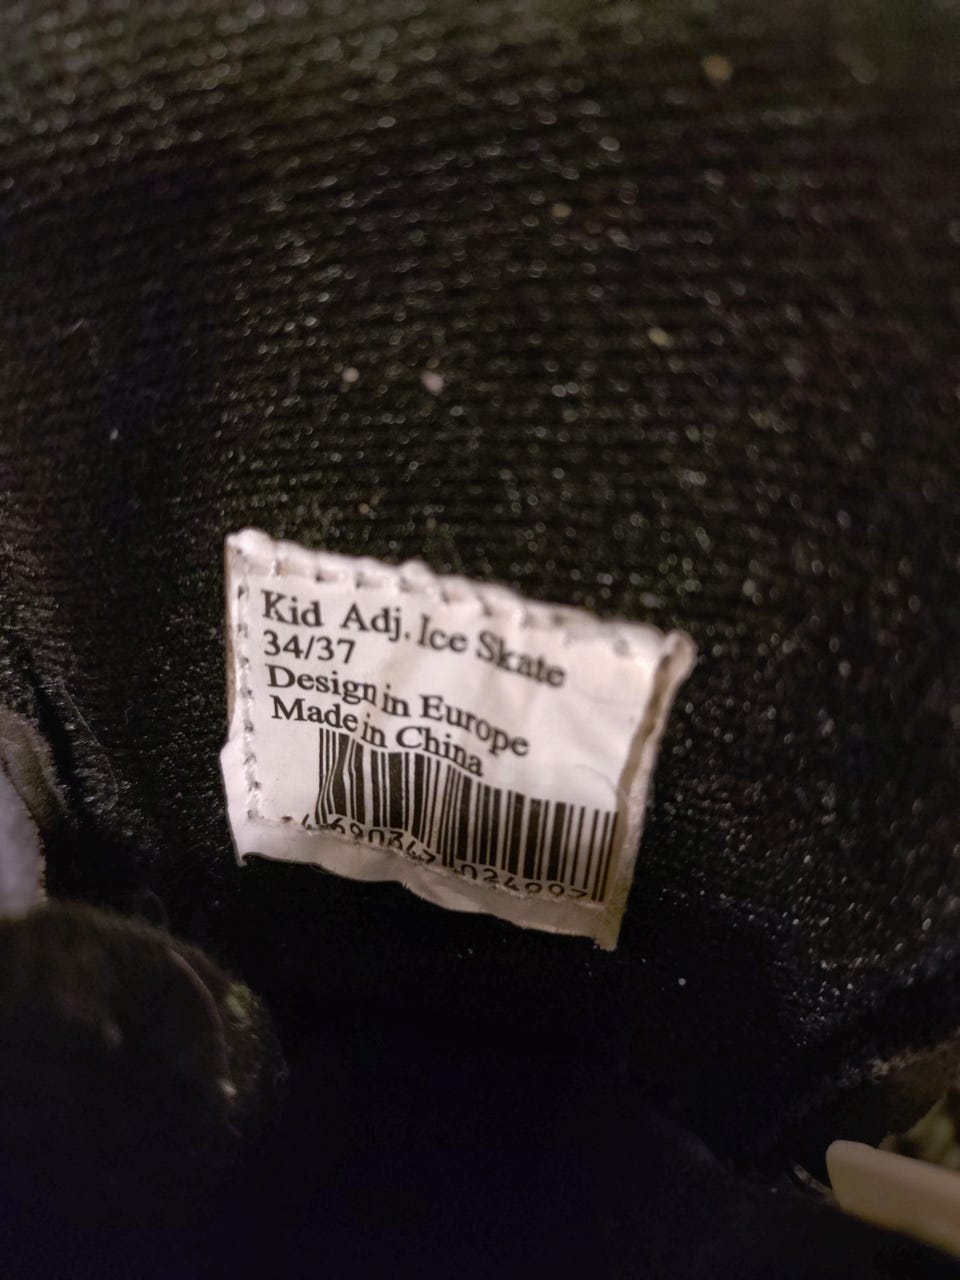 Kid Adj. Ice Skate
34/37
Design in Europe
Made in China